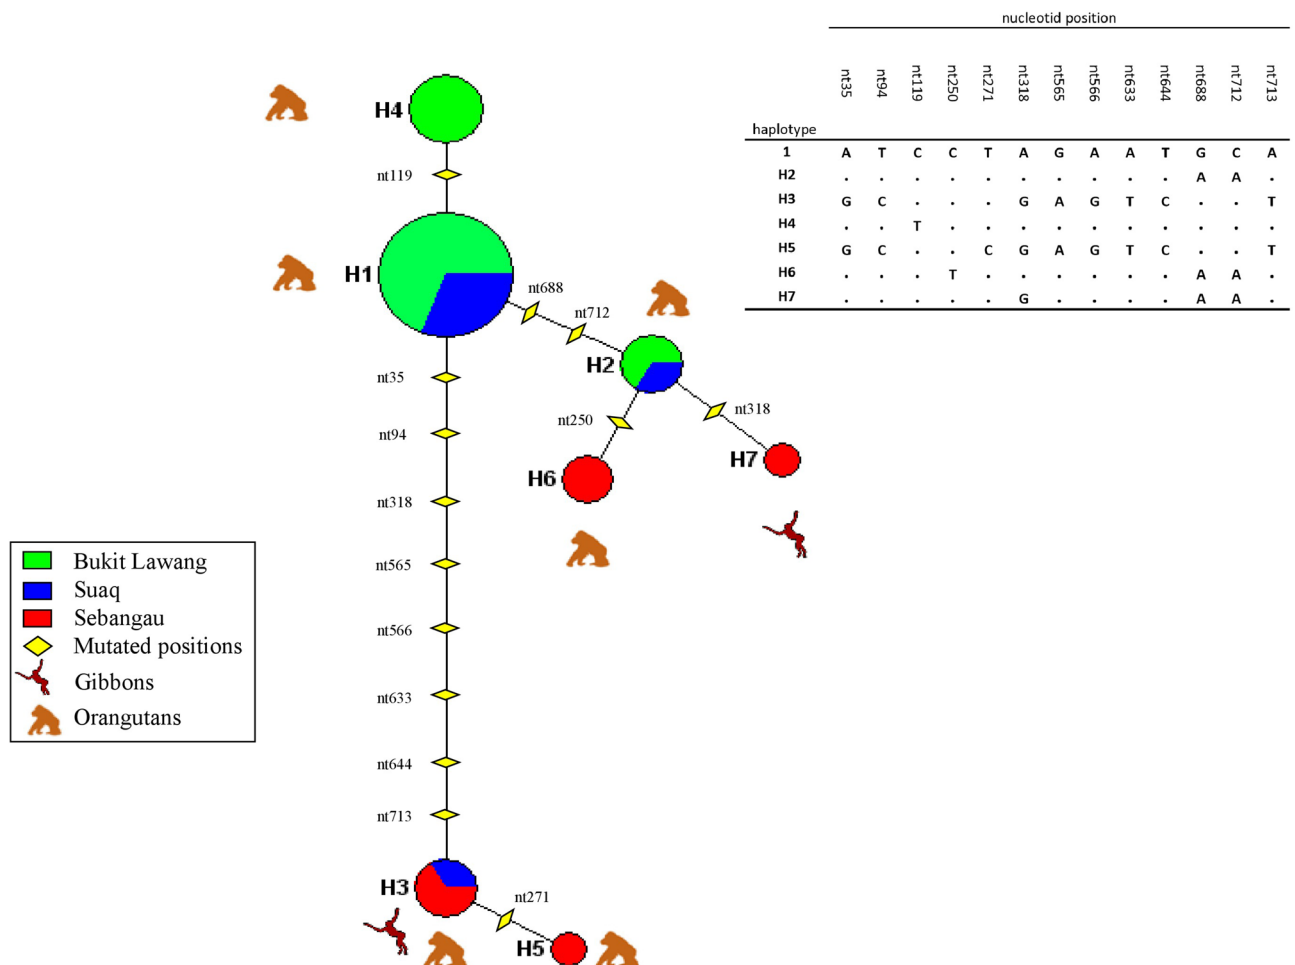 nucleotid position
nt35 nt94 nt119 nt250 nt271 nt318 nt565 nt566 nt633 nt644 nt688 nt712 nt713
haplotype
1 A T C C T A G A A T G C A
H2 . . . . . . . . . . A A .
H3 G C . . . G A G T C . . T
H4 . . T . . . . . . . . . .
H5 G C . . C G A G T C . . T
H6 . . . T . . . . . . A A .
H7 . . . . . G . . . . A A .
H4
nt119
H1
nt688
nt712
H2
nt35
nt94
nt250
nt318
H7
H6
nt318
nt565
nt566
nt633
nt644
nt713
H3
nt271
H5
Bukit Lawang
Suaq
Sebangau
Mutated positions
Gibbons
Orangutans